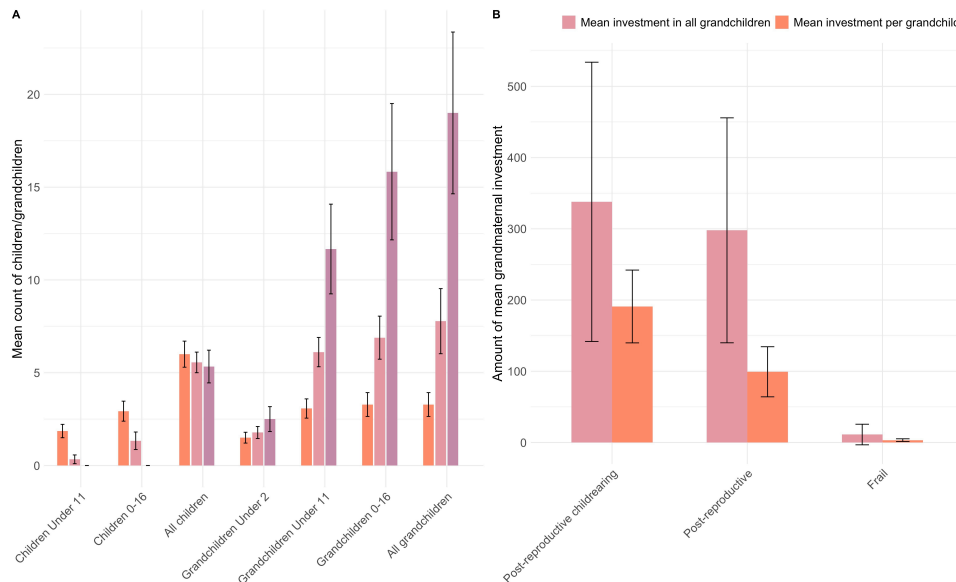 A
Mean count of children/grandchildren
20
15
10
5
0
Children Under 11
Children 0-16
All children
Grandchildren Under 2
Grandchildren Under 11
Grandchildren 0-16
All grandchildren
B
Mean investment in all grandchildren
Mean investment per grandchild
Amount of mean grandmaternal investment
500
400
300
200
100
0
Post-reproductive childrearing
Post-reproductive
Frail